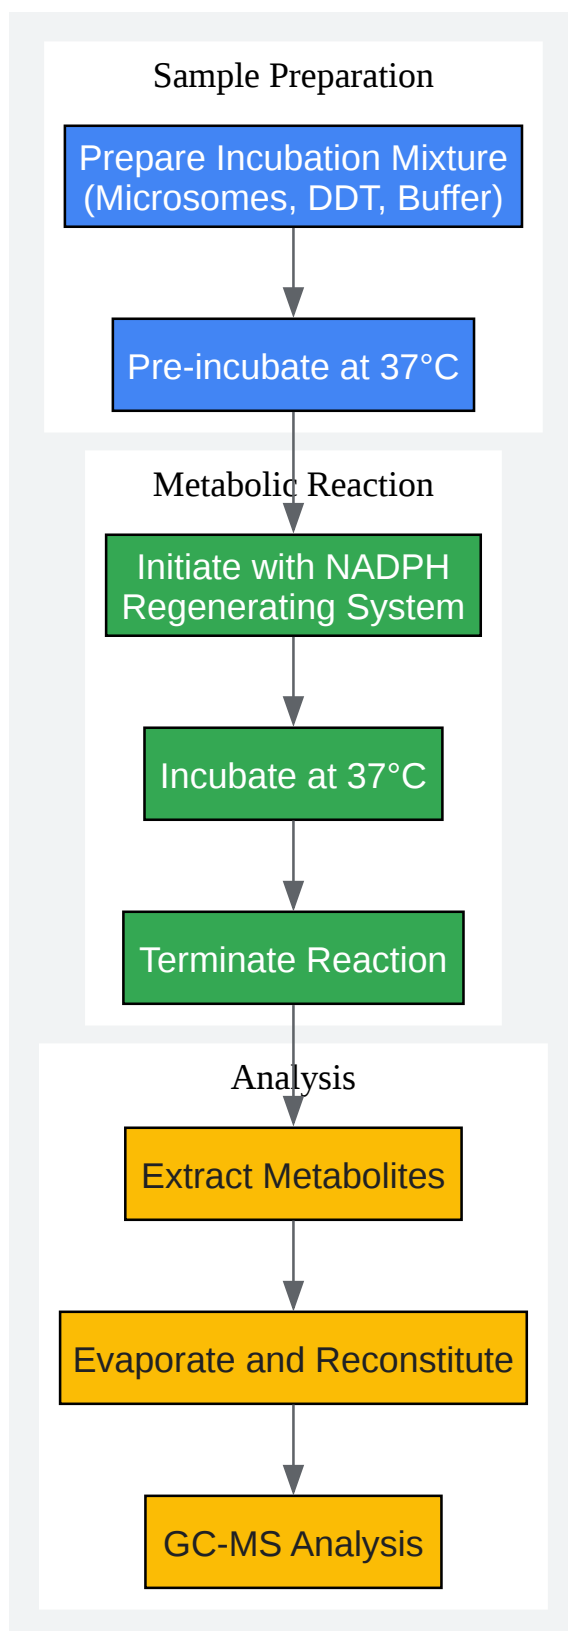 Sample Preparation
Prepare Incubation Mixture
(Microsomes, DDT, Buffer)
Pre-incubate at 37°C
Metabolic Reaction
Initiate with NADPH
Regenerating System
Incubate at 37°C
Terminate Reaction
Analysis
Extract Metabolites
Evaporate and Reconstitute
GC-MS Analysis